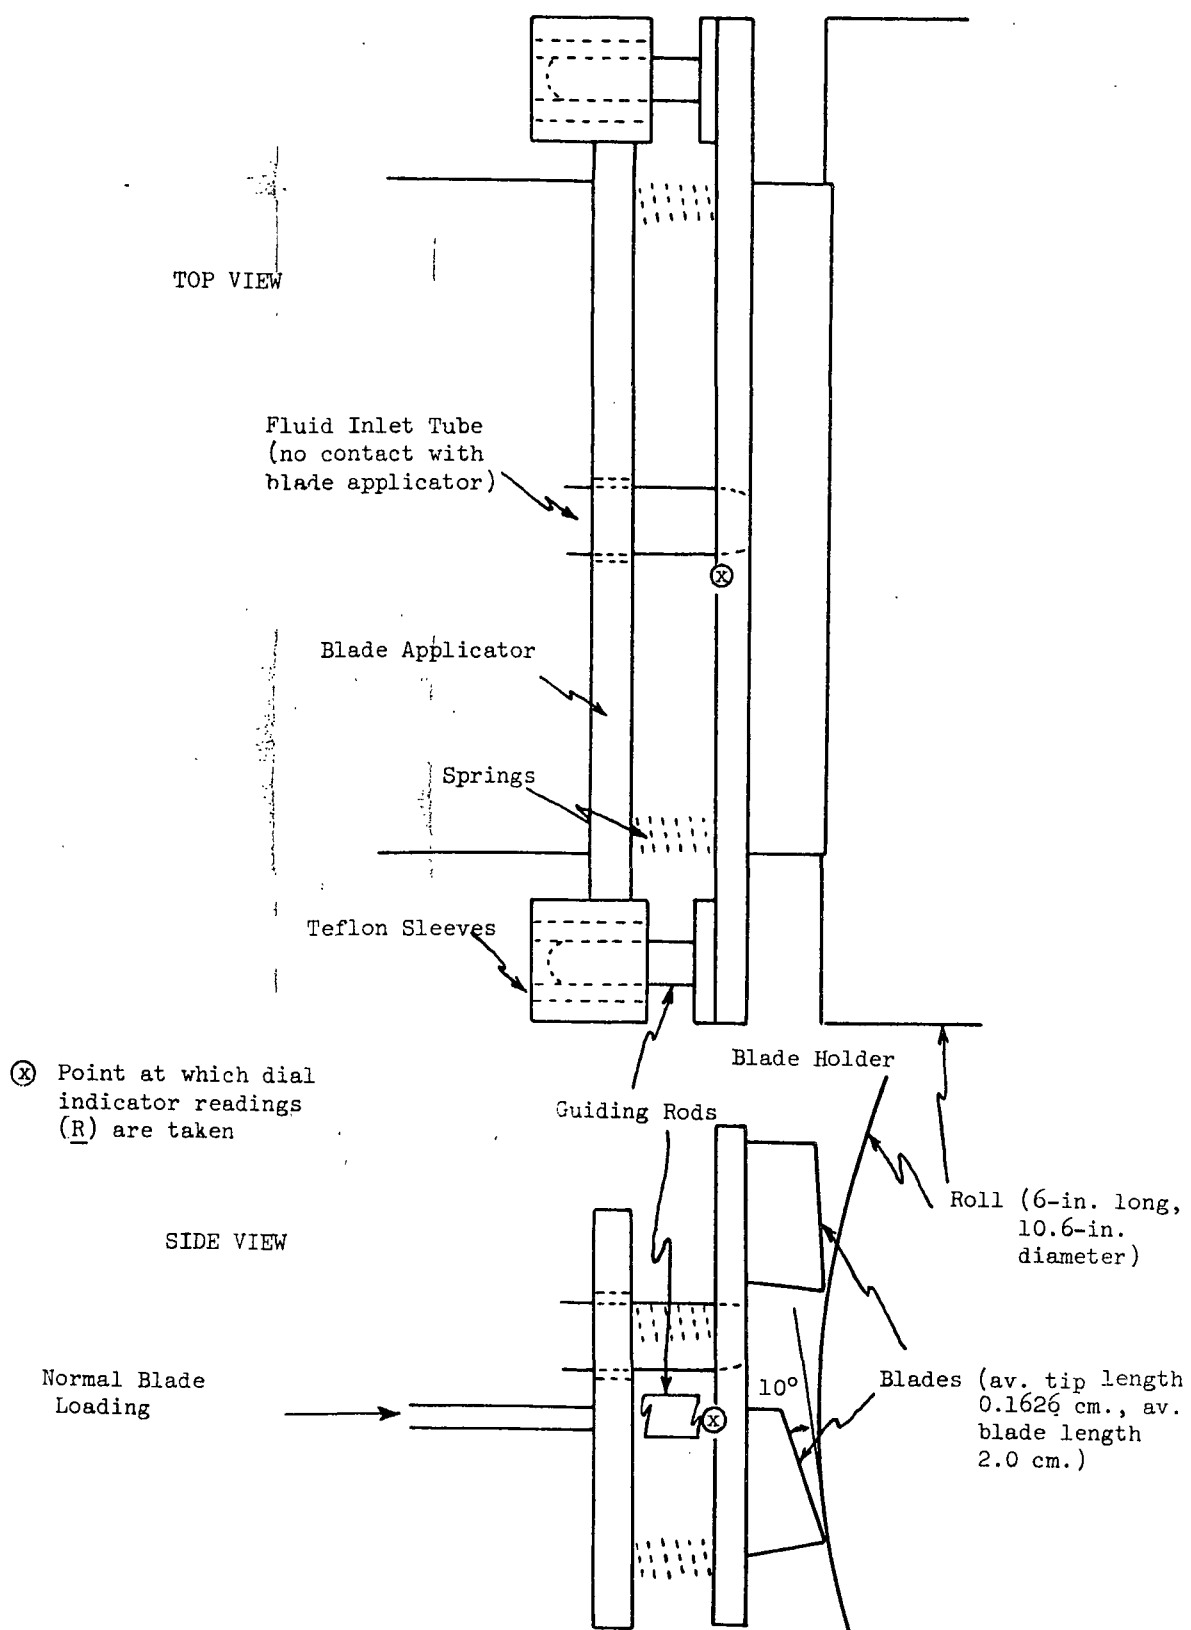 TOP VIEW
Fluid Inlet Tube
(no contact with
blade applicator)
x
Blade Applicator
Springs
Teflon Sleeves
Blade Holder
x Point at which dial
indicator readings
(R) are taken
Guiding Rods
Roll (6-in. long,
10.6-in.
diameter)
SIDE VIEW
Normal Blade
Loading
10°
x
Blades (av. tip length
0.1626 cm., av.
blade length
2.0 cm.)